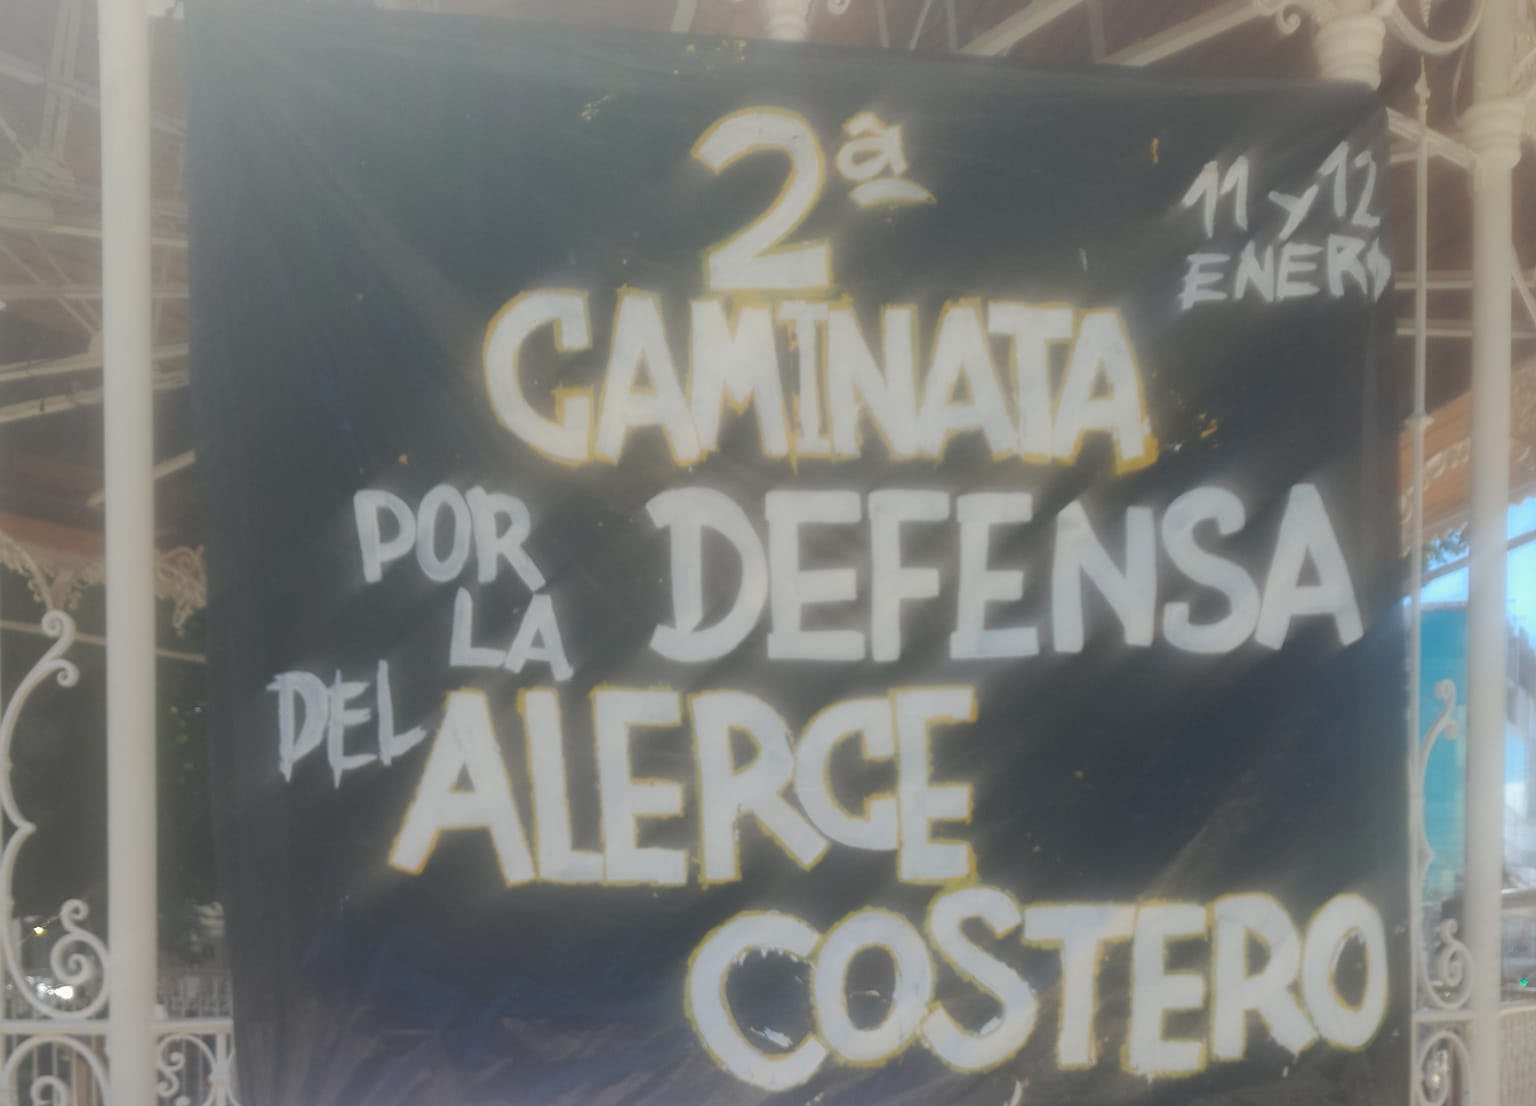 2ª
11 y 12
ENERO
CAMINATA
POR LA DEFENSA
DEL ALERCE
COSTERO